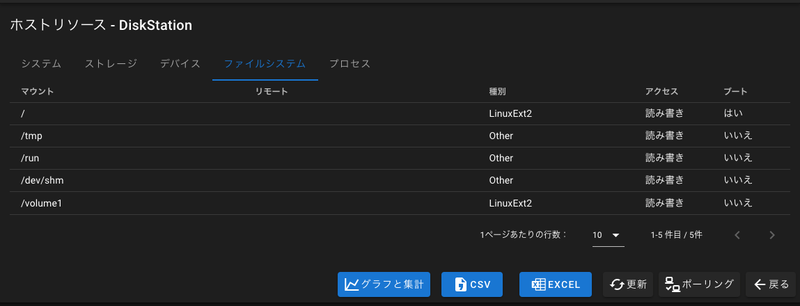 ホストリソース - DiskStation
システム ストレージ デバイス ファイルシステム プロセス
マウント リモート 種別 アクセス ブート
/ LinuxExt2 読み書き はい
/tmp Other 読み書き いいえ
/run Other 読み書き いいえ
/dev/shm Other 読み書き いいえ
/volume1 LinuxExt2 読み書き いいえ
1ページあたりの行数： 10 1-5 件目 / 5件
グラフと集計 CSV EXCEL 更新 ポーリング 戻る